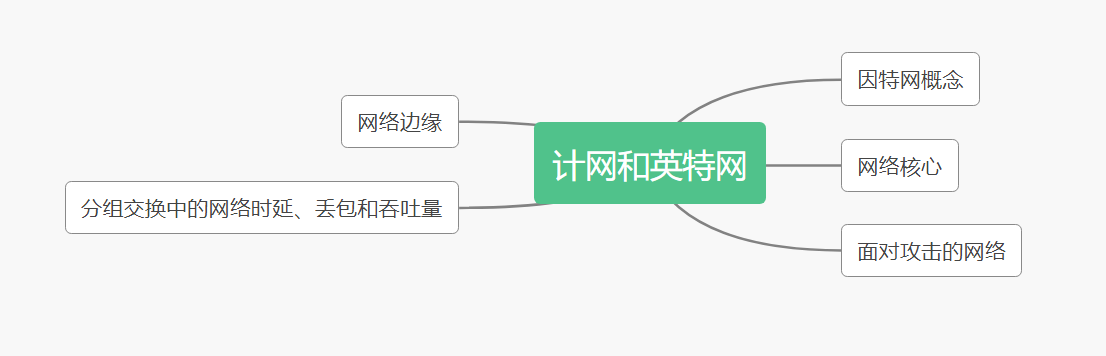 计网和英特网
因特网概念
网络核心
面对攻击的网络
网络边缘
分组交换中的网络时延、丢包和吞吐量